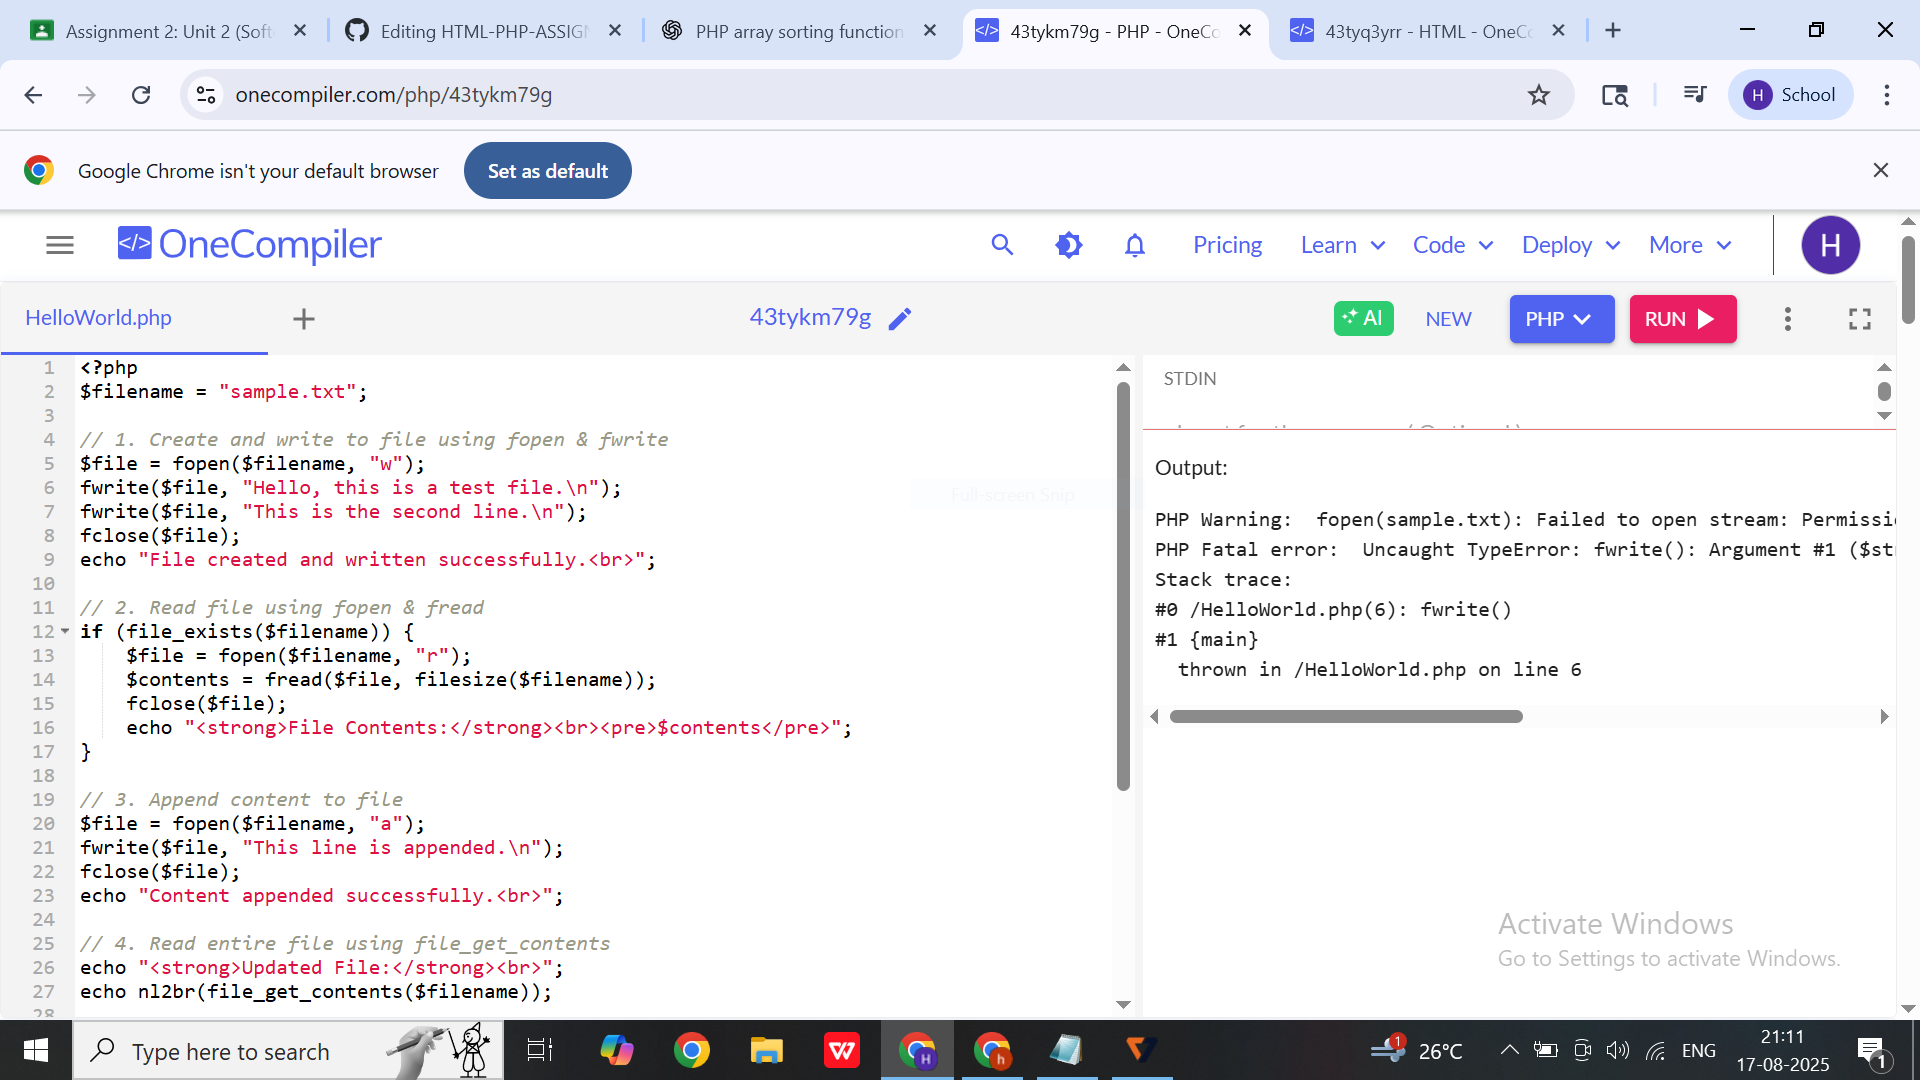 Assignment 2: Unit 2 (Soft
Editing HTML-PHP-ASSIGN
PHP array sorting function
43tykm79g - PHP - OneCo
43tyq3yrr - HTML - OneCo
onecompiler.com/php/43tykm79g
H School
Google Chrome isn't your default browser
Set as default
</> OneCompiler
Pricing
Learn
Code
Deploy
More
H
HelloWorld.php
43tykm79g
AI
NEW
PHP
RUN
1 <?php
2 $filename = "sample.txt";
3
4 // 1. Create and write to file using fopen & fwrite
5 $file = fopen($filename, "w");
6 fwrite($file, "Hello, this is a test file.\n");
7 fwrite($file, "This is the second line.\n");
8 fclose($file);
9 echo "File created and written successfully.<br>";
10
11 // 2. Read file using fopen & fread
12 if (file_exists($filename)) {
13 $file = fopen($filename, "r");
14 $contents = fread($file, filesize($filename));
15 fclose($file);
16 echo "<strong>File Contents:</strong><br><pre>$contents</pre>";
17 }
18
19 // 3. Append content to file
20 $file = fopen($filename, "a");
21 fwrite($file, "This line is appended.\n");
22 fclose($file);
23 echo "Content appended successfully.<br>";
24
25 // 4. Read entire file using file_get_contents
26 echo "<strong>Updated File:</strong><br>";
27 echo nl2br(file_get_contents($filename));
28
Full-screen Snip
STDIN
Output:
PHP Warning:  fopen(sample.txt): Failed to open stream: Permissi
PHP Fatal error:  Uncaught TypeError: fwrite(): Argument #1 ($st
Stack trace:
#0 /HelloWorld.php(6): fwrite()
#1 {main}
thrown in /HelloWorld.php on line 6
Activate Windows
Go to Settings to activate Windows.
Type here to search
1
26°C
ENG
21:11
17-08-2025
1